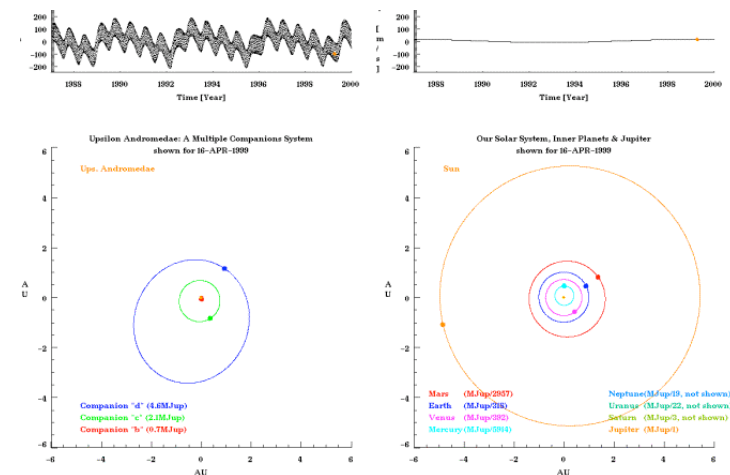 200
100
0
-100
-200
1988 1990 1992 1994 1996 1998 2000
Time [Year]
[
m
/
s
]
200
100
0
-100
-200
1988 1990 1992 1994 1996 1998 2000
Time [Year]
Upsilon Andromedae: A Multiple Companions System
shown for 16-APR-1999
Ups. Andromedae
6
4
2
0
-2
-4
-6
A
U
Companion "d" (4.6MJup)
Companion "c" (2.1MJup)
Companion "b" (0.7MJup)
-6 -4 -2 0 2 4 6
AU
Our Solar System, Inner Planets & Jupiter
shown for 16-APR-1999
Sun
6
4
2
0
-2
-4
-6
A
U
Mars (MJup/2957)
Earth (MJup/318)
Venus (MJup/392)
Mercury
Neptune(MJup/19, not shown)
Uranus (MJup/22, not shown)
Saturn (MJup/3, not shown)
Jupiter (MJup/1)
-6 -4 -2 0 2 4 6
AU